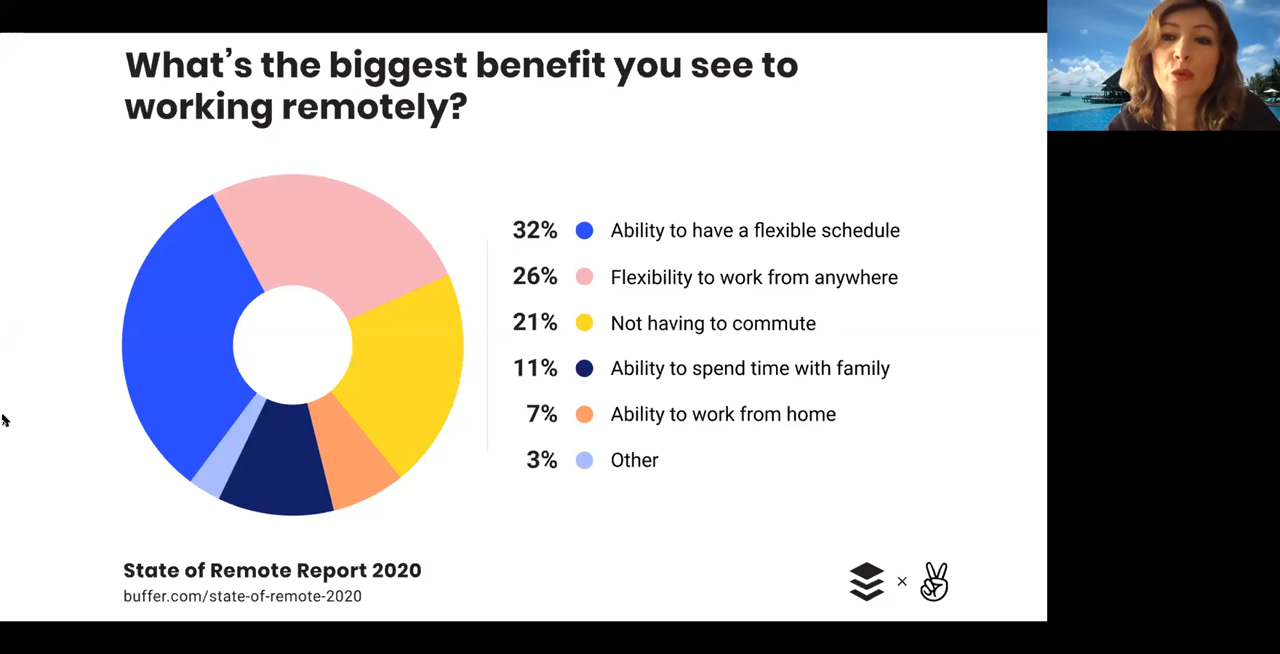 What's the biggest benefit you see to
working remotely?
32% Ability to have a flexible schedule
26% Flexibility to work from anywhere
21% Not having to commute
11% Ability to spend time with family
7% Ability to work from home
3% Other
State of Remote Report 2020
buffer.com/state-of-remote-2020
×